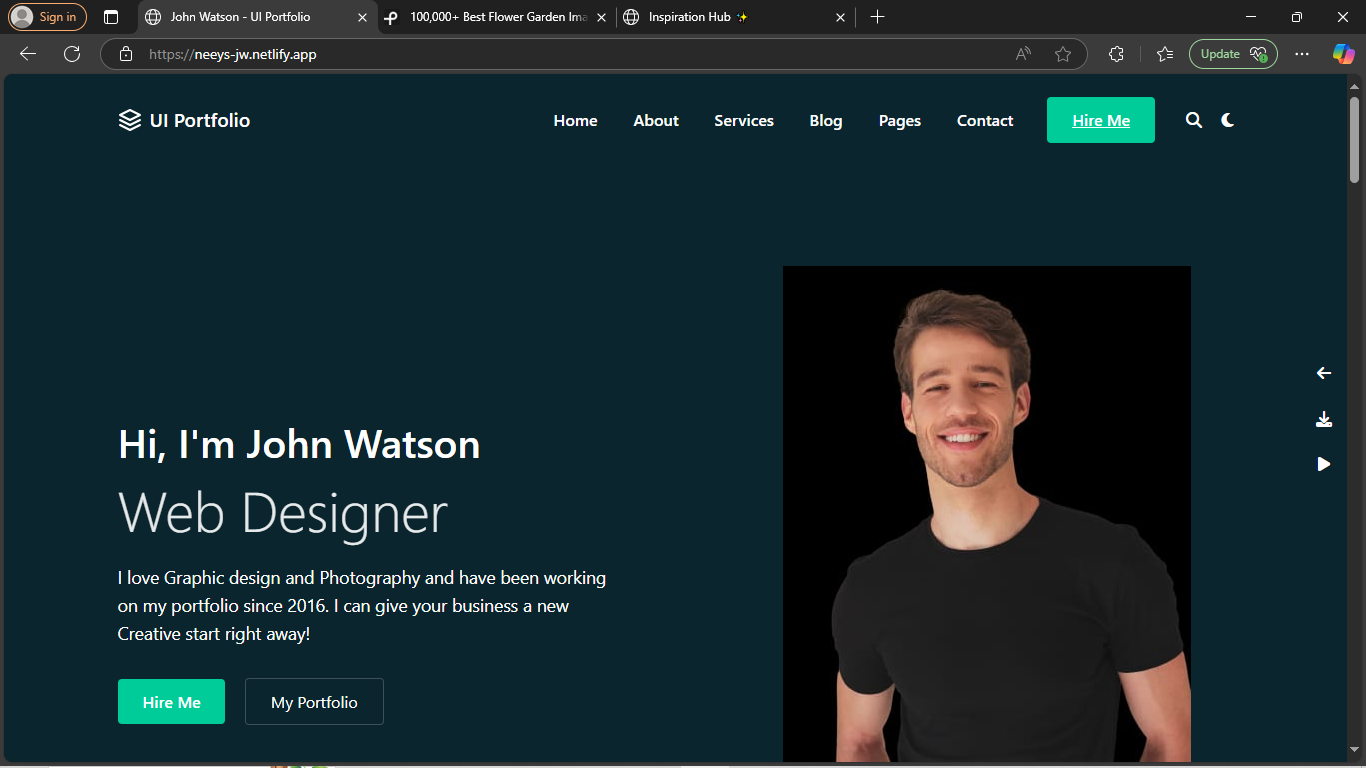 Sign in
John Watson - UI Portfolio
100,000+ Best Flower Garden Ima
Inspiration Hub ✨
https://neeys-jw.netlify.app
Update
UI Portfolio
Home
About
Services
Blog
Pages
Contact
Hire Me
Hi, I'm John Watson
Web Designer
I love Graphic design and Photography and have been working
on my portfolio since 2016. I can give your business a new
Creative start right away!
Hire Me
My Portfolio